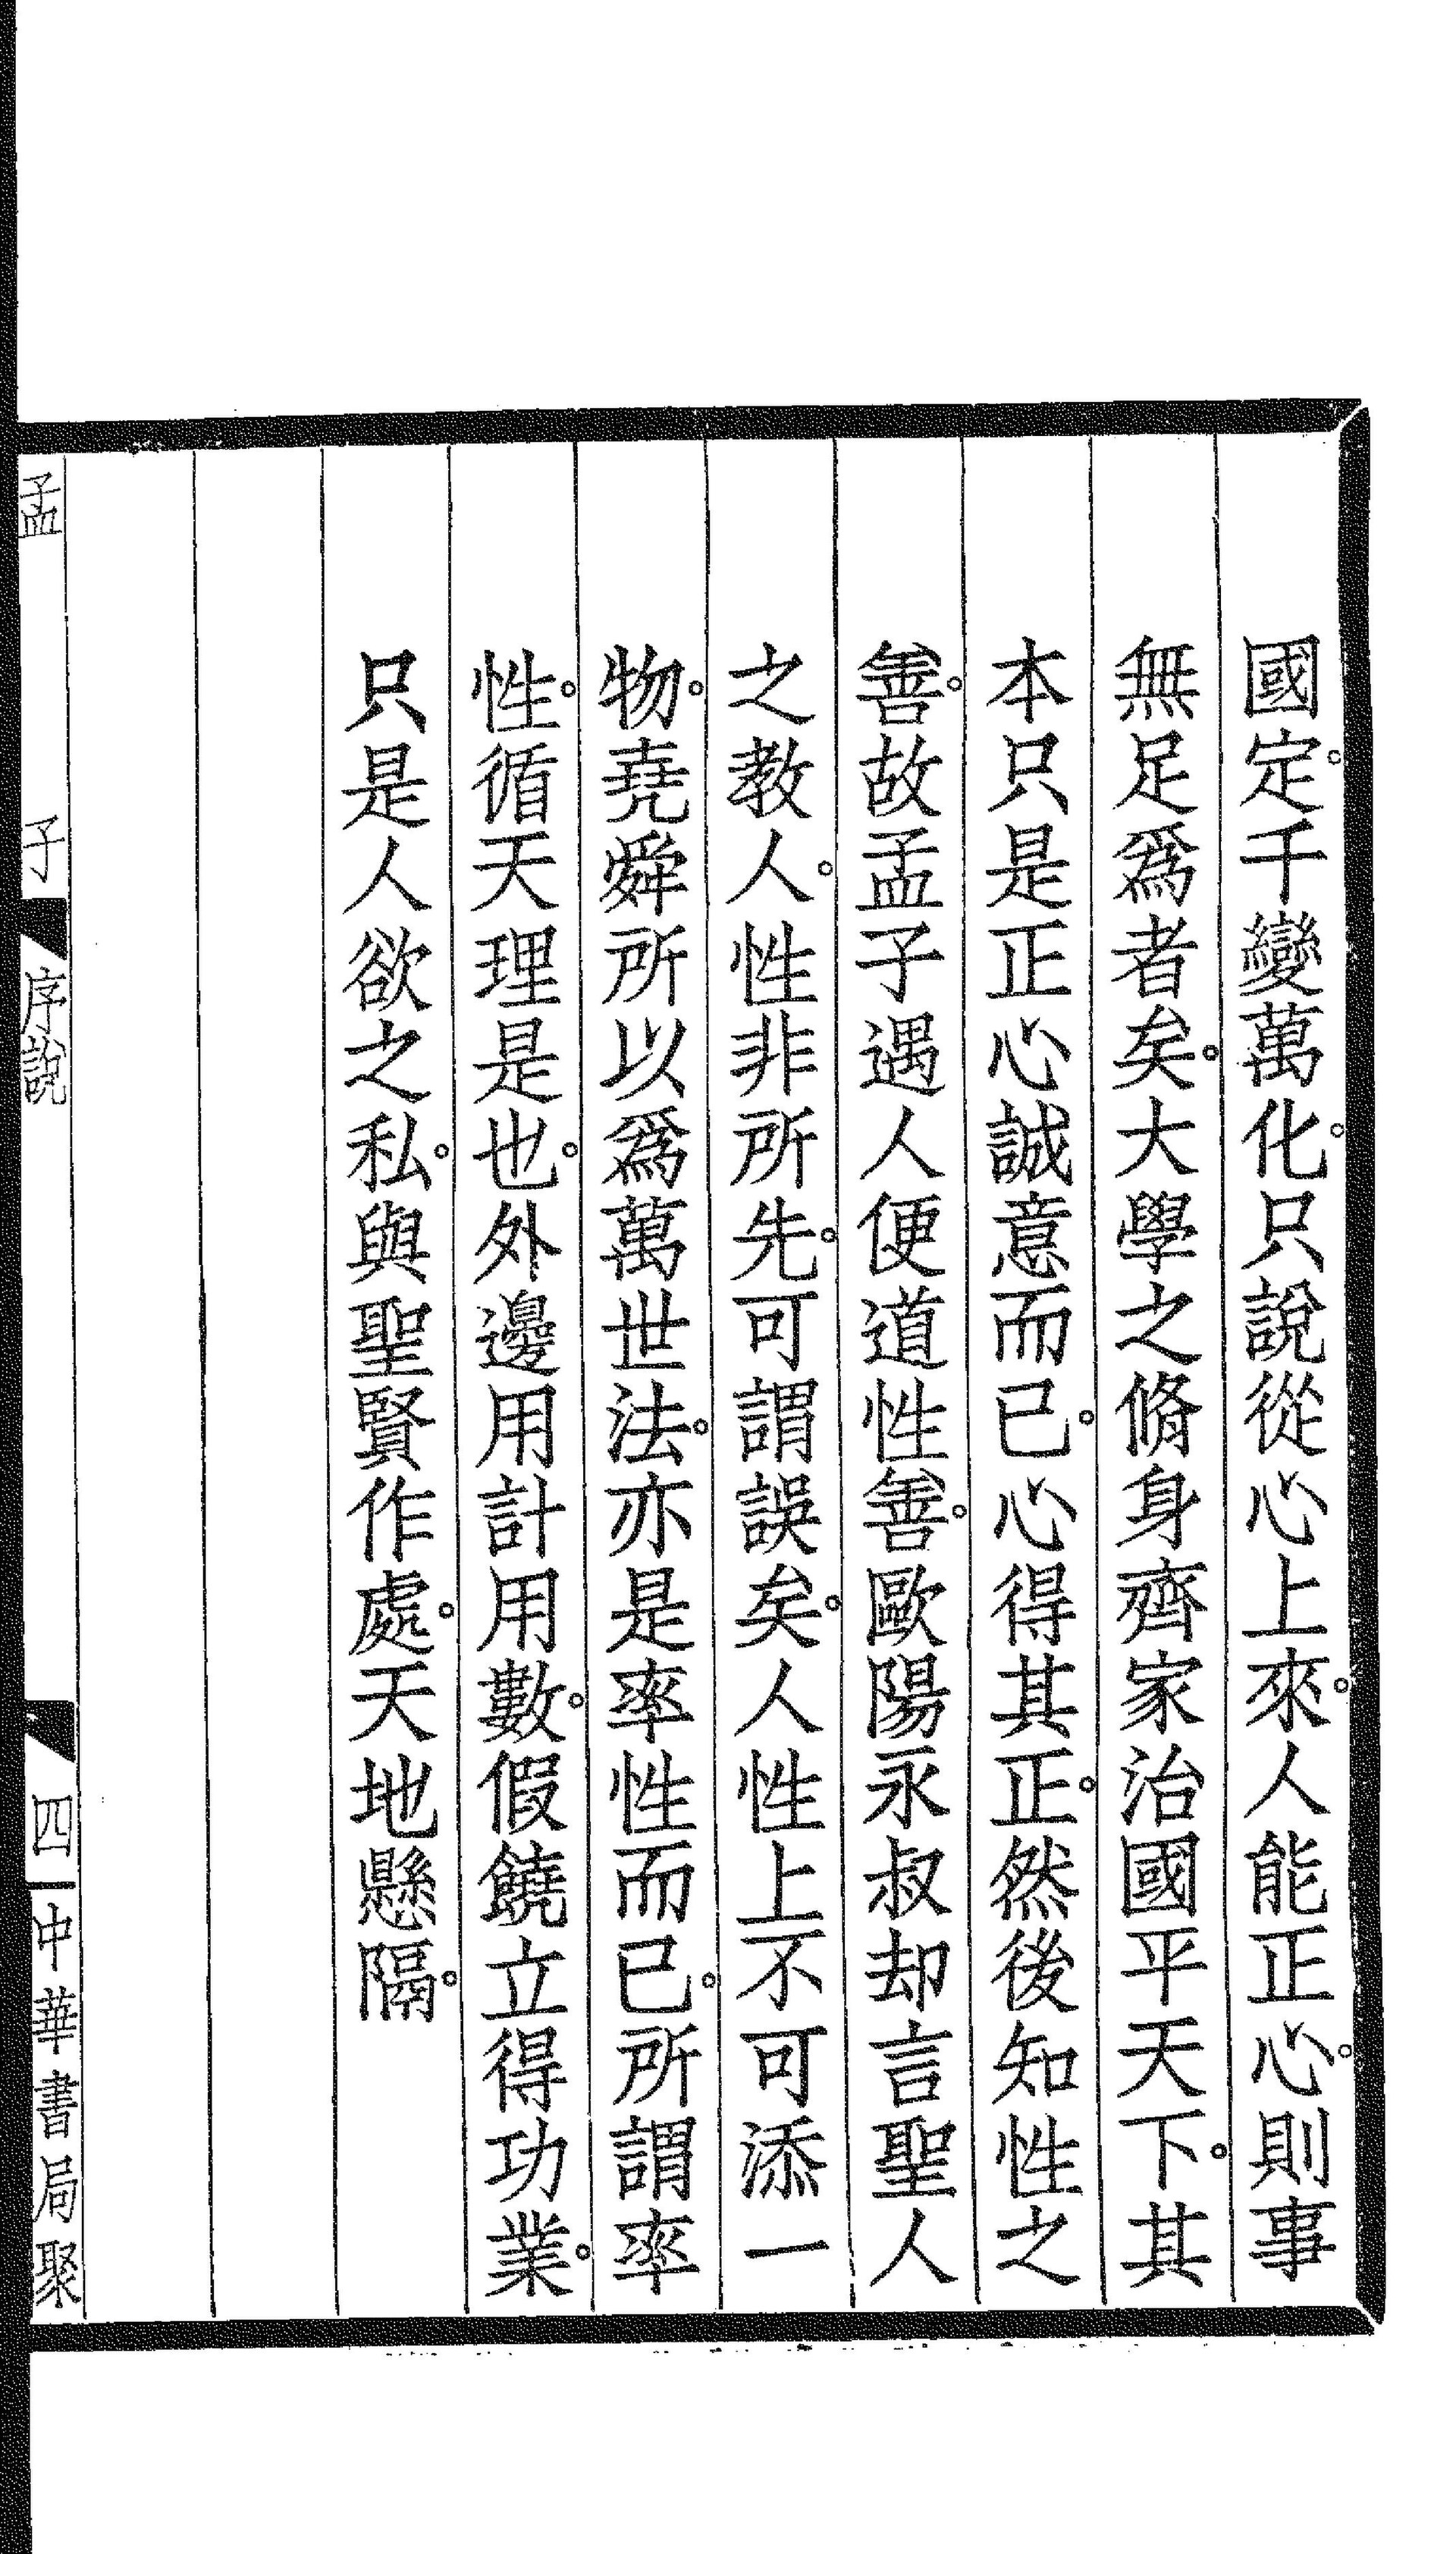 國定。千變萬化。只說從心上來。人能正心。則事
無足為者矣。大學之脩身齊家治國平天下。其
本只是正心誠意而已。心得其正。然後知性之
善。故孟子遇人便道性善。歐陽永叔却言聖人
之教人。性非所先。可謂誤矣。人性上不可添一
物。堯舜所以為萬世法。亦是率性而已。所謂率
性。循天理是也。外邊用計用數。假饒立得功業。
只是人欲之私。與聖賢作處。天地懸隔。
孟 子 序說 四 中華書局聚